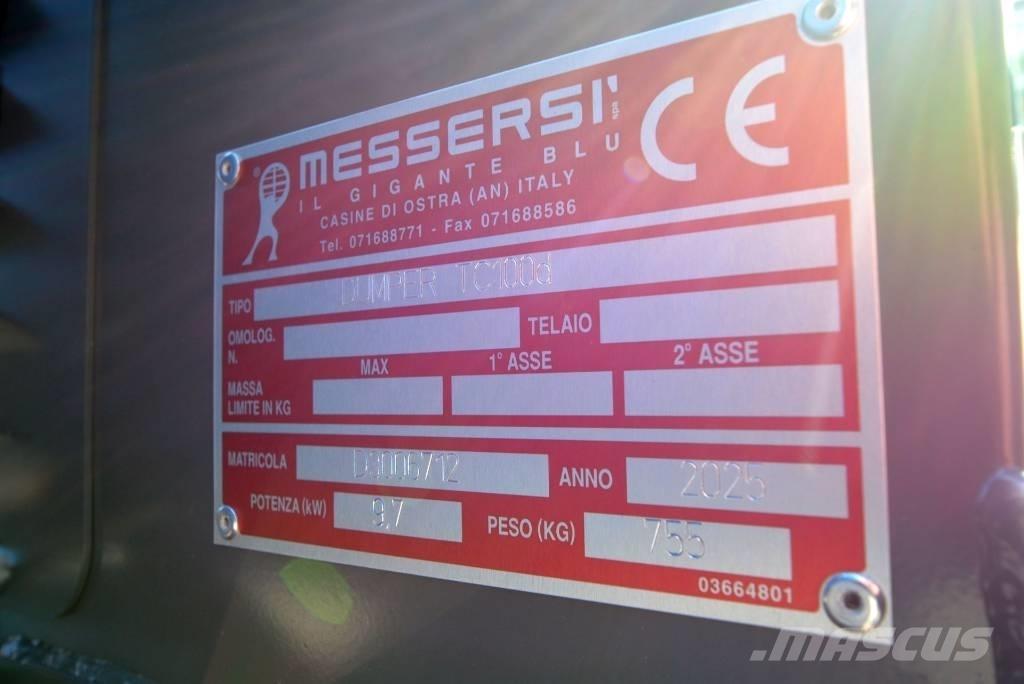 MESSERSI' spa
IL GIGANTE BLU
CASINE DI OSTRA (AN) ITALY
Tel. 071688771 - Fax 071688586
CE
TIPO DUMPER TC100d
OMOLOG. N. TELAIO
MAX 1° ASSE 2° ASSE
MASSA LIMITE IN KG
MATRICOLA D3006712 ANNO 2025
POTENZA (kW) 9,7 PESO (KG) 755
03664801
.MASCUS